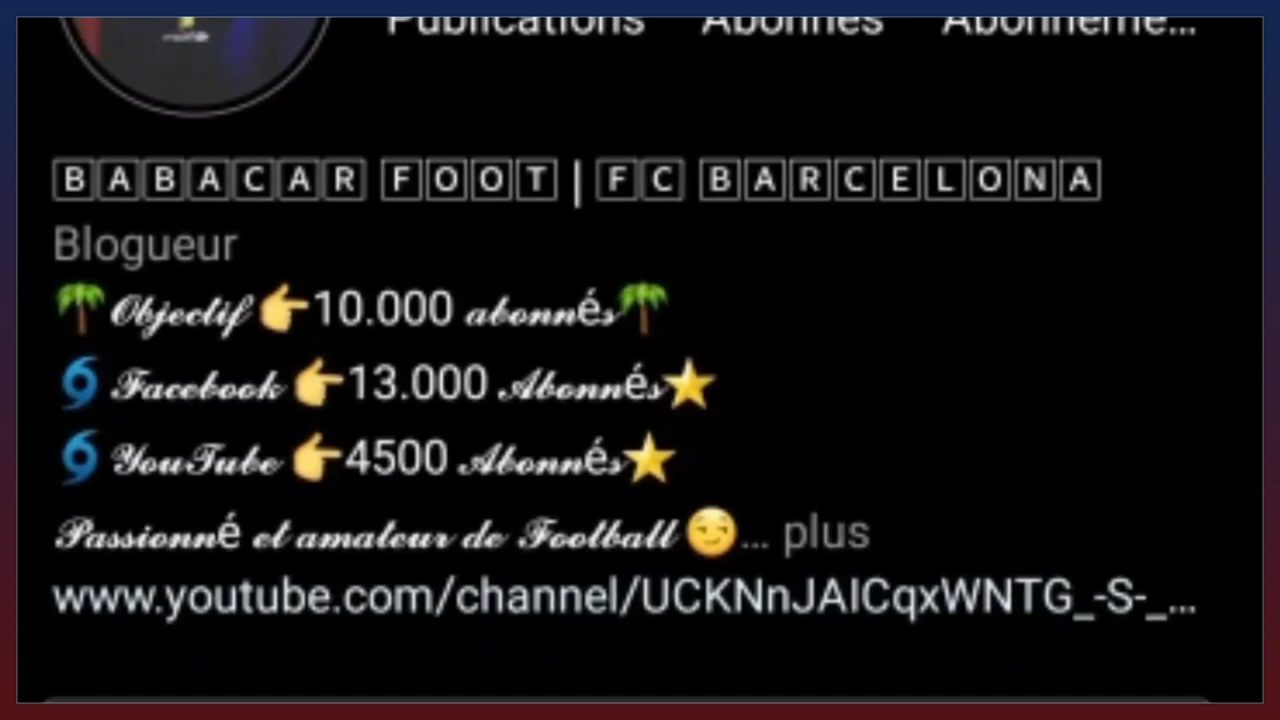 Publications Abonnés Abonneme...
🄱🄰🄱🄰🄲🄰🅁 🄵🄾🄾🅃 | 🄵🄲 🄱🄰🅁🄲🄴🄻🄾🄽🄰
Blogueur
🌴 𝒪𝒷𝒿𝑒𝒸𝓉𝒾𝒻 👉10.000 𝒶𝒷𝑜𝓃𝓃é𝓈🌴
🌀 𝐹𝒶𝒸𝑒𝒷𝑜𝑜𝓀 👉13.000 𝒜𝒷𝑜𝓃𝓃é𝓈⭐
🌀 𝒴𝑜𝓊𝒯𝓊𝒷𝑒 👉4500 𝒜𝒷𝑜𝓃𝓃é𝓈⭐
𝒫𝒶𝓈𝓈𝒾𝑜𝓃𝓃é 𝑒𝓉 𝒶𝓂𝒶𝓉𝑒𝓊𝓇 𝒹𝑒 𝐹𝑜𝑜𝓉𝒷𝒶𝓁𝓁 😏... plus
www.youtube.com/channel/UCKNnJAICqxWNTG_-S-_...